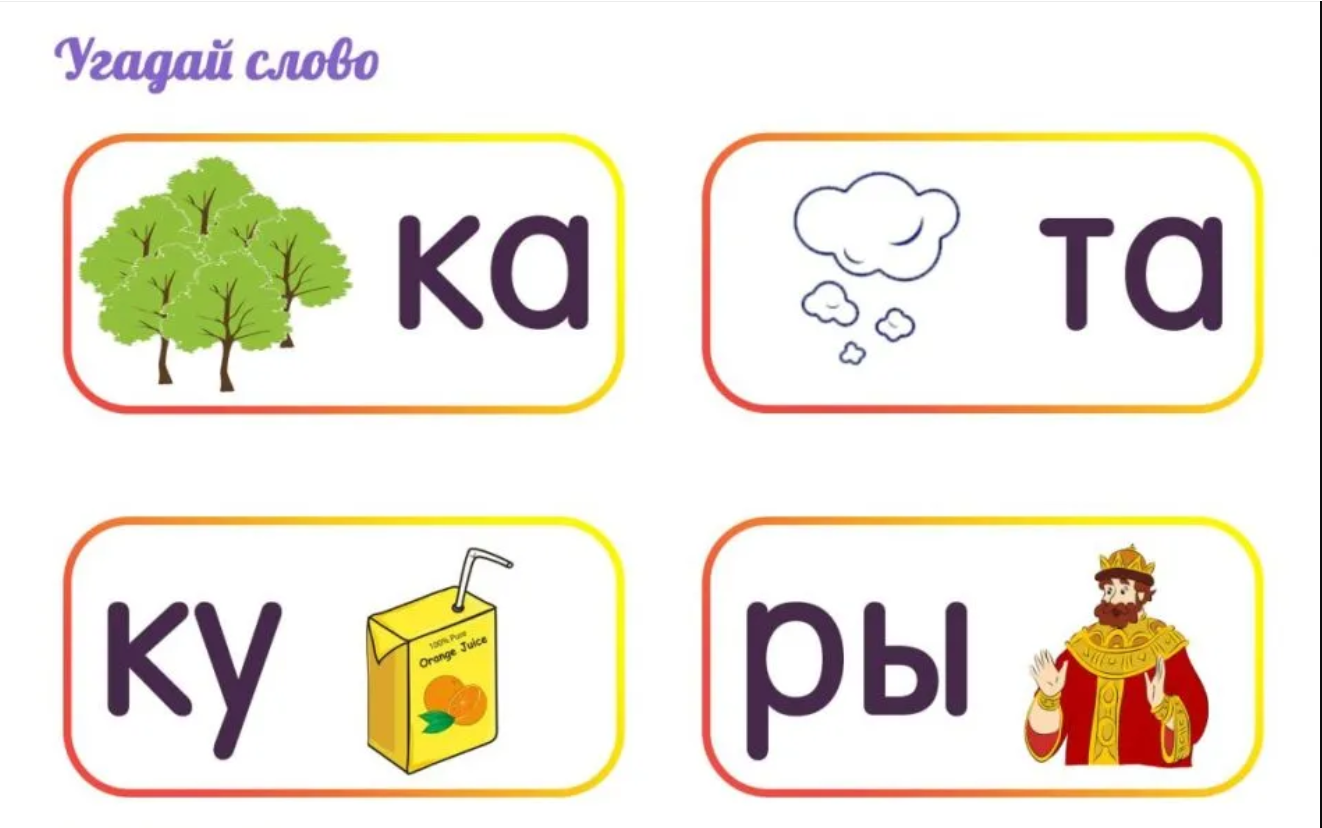 Угадай слово
ка
та
ку
100% Pure
Orange Juice
ры